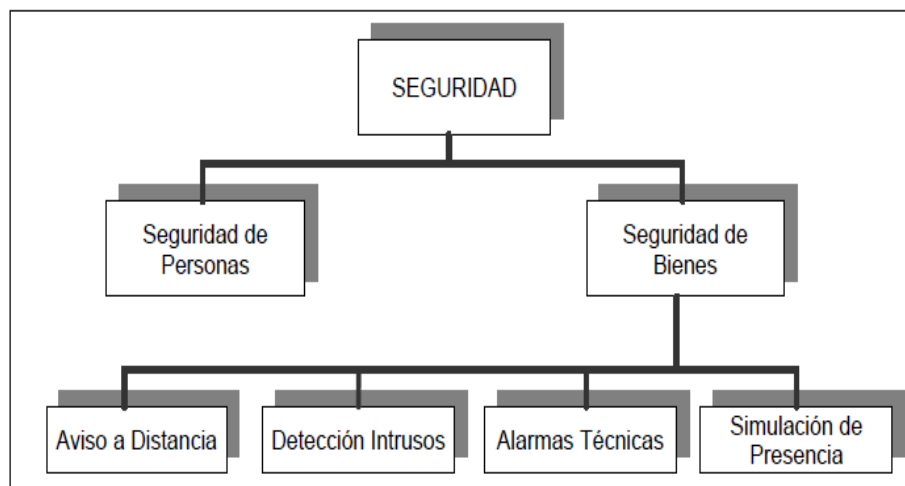 SEGURIDAD
Seguridad de
Personas
Seguridad de
Bienes
Aviso a Distancia
Detección Intrusos
Alarmas Técnicas
Simulación de
Presencia